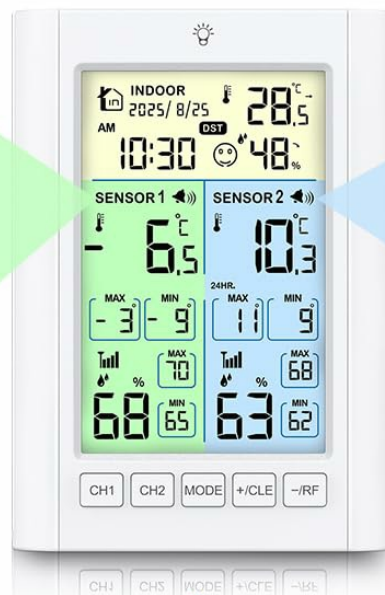 INDOOR
in
2025/ 8/25
28.5 °C
AM
DST
10:30
48 %
SENSOR 1
SENSOR 2
-6.5 °C
10.3 °C
24HR.
MAX MIN
-3° -9°
MAX MIN
11° 9°
MAX
70
%
68
MIN
65
MAX
68
%
63
MIN
62
CH1 CH2 MODE +/CLE −/RF